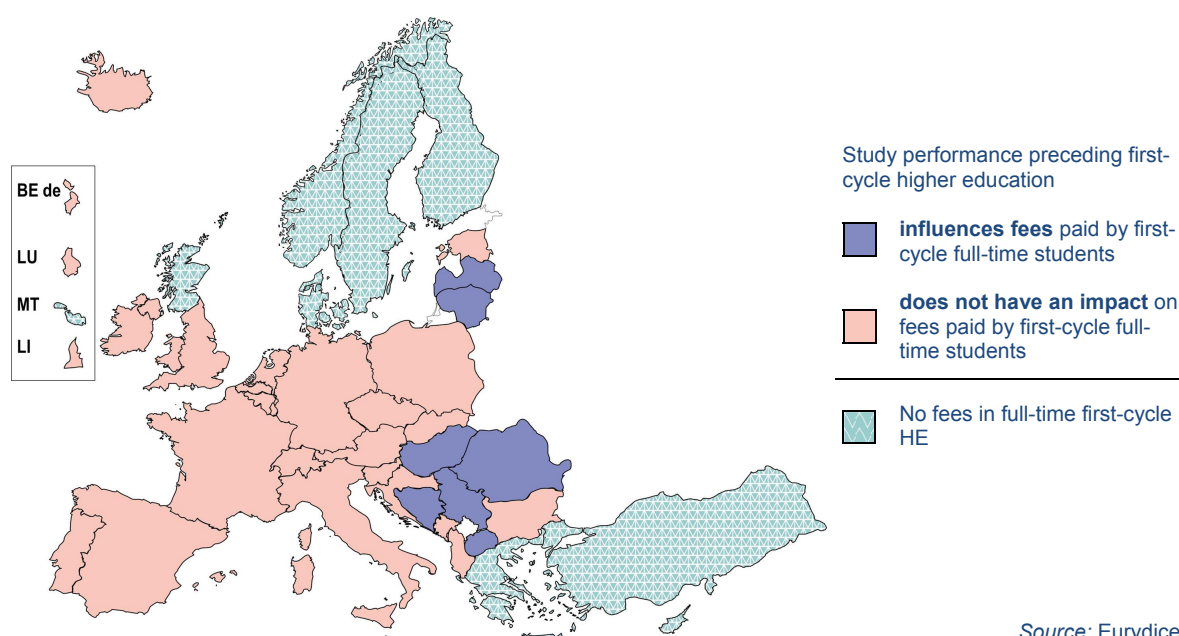 BE de
LU
MT
LI
Study performance preceding first-
cycle higher education
influences fees paid by first-
cycle full-time students
does not have an impact on
fees paid by first-cycle full-
time students
No fees in full-time first-cycle
HE
Source: Eurydice